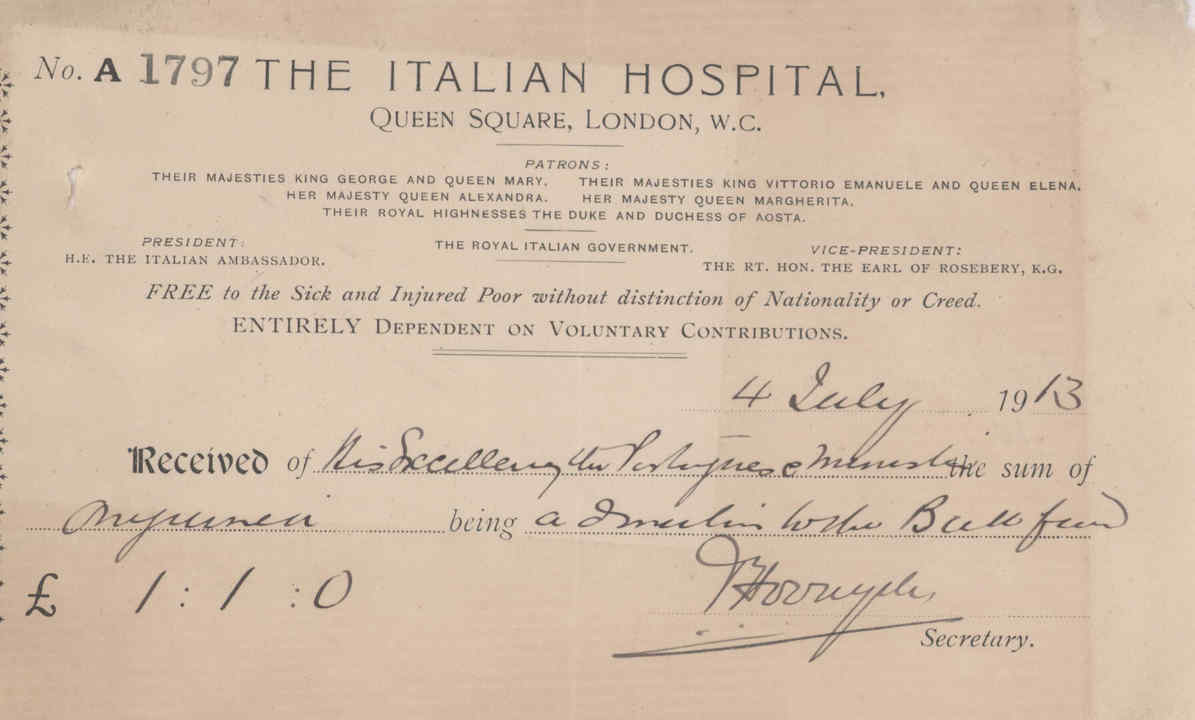 No. A 1797 THE ITALIAN HOSPITAL,
QUEEN SQUARE, LONDON, W.C.
PATRONS:
THEIR MAJESTIES KING GEORGE AND QUEEN MARY. THEIR MAJESTIES KING VITTORIO EMANUELE AND QUEEN ELENA.
HER MAJESTY QUEEN ALEXANDRA. HER MAJESTY QUEEN MARGHERITA.
THEIR ROYAL HIGHNESSES THE DUKE AND DUCHESS OF AOSTA.
PRESIDENT: THE ROYAL ITALIAN GOVERNMENT. VICE-PRESIDENT:
H.E. THE ITALIAN AMBASSADOR. THE RT. HON. THE EARL OF ROSEBERY, K.G.
FREE to the Sick and Injured Poor without distinction of Nationality or Creed.
ENTIRELY DEPENDENT ON VOLUNTARY CONTRIBUTIONS.
4 July 1913
Received of His Excellency the Portuguese Minister the sum of
one guinea being a donation to the Ball fund
£ 1 : 1 : 0
Secretary.